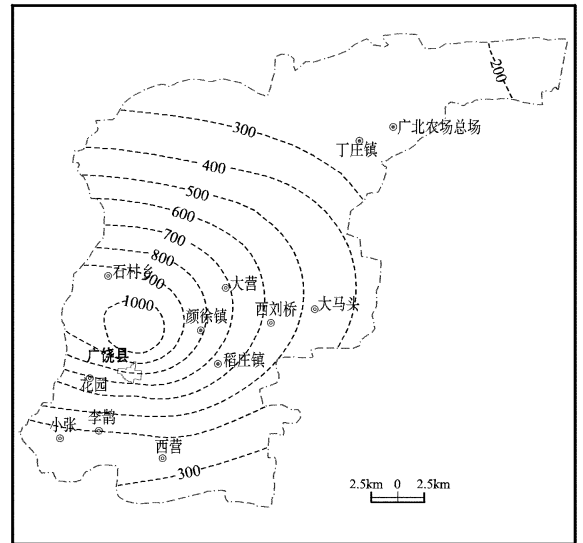 200
广北农场总场
300
丁庄镇
400
500
600
700
800
石村乡
900
大营
1000
大马头
西刘桥
颜徐镇
广饶县
稻庄镇
花园
李鹊
小张
西营
300
2.5km 0 2.5km